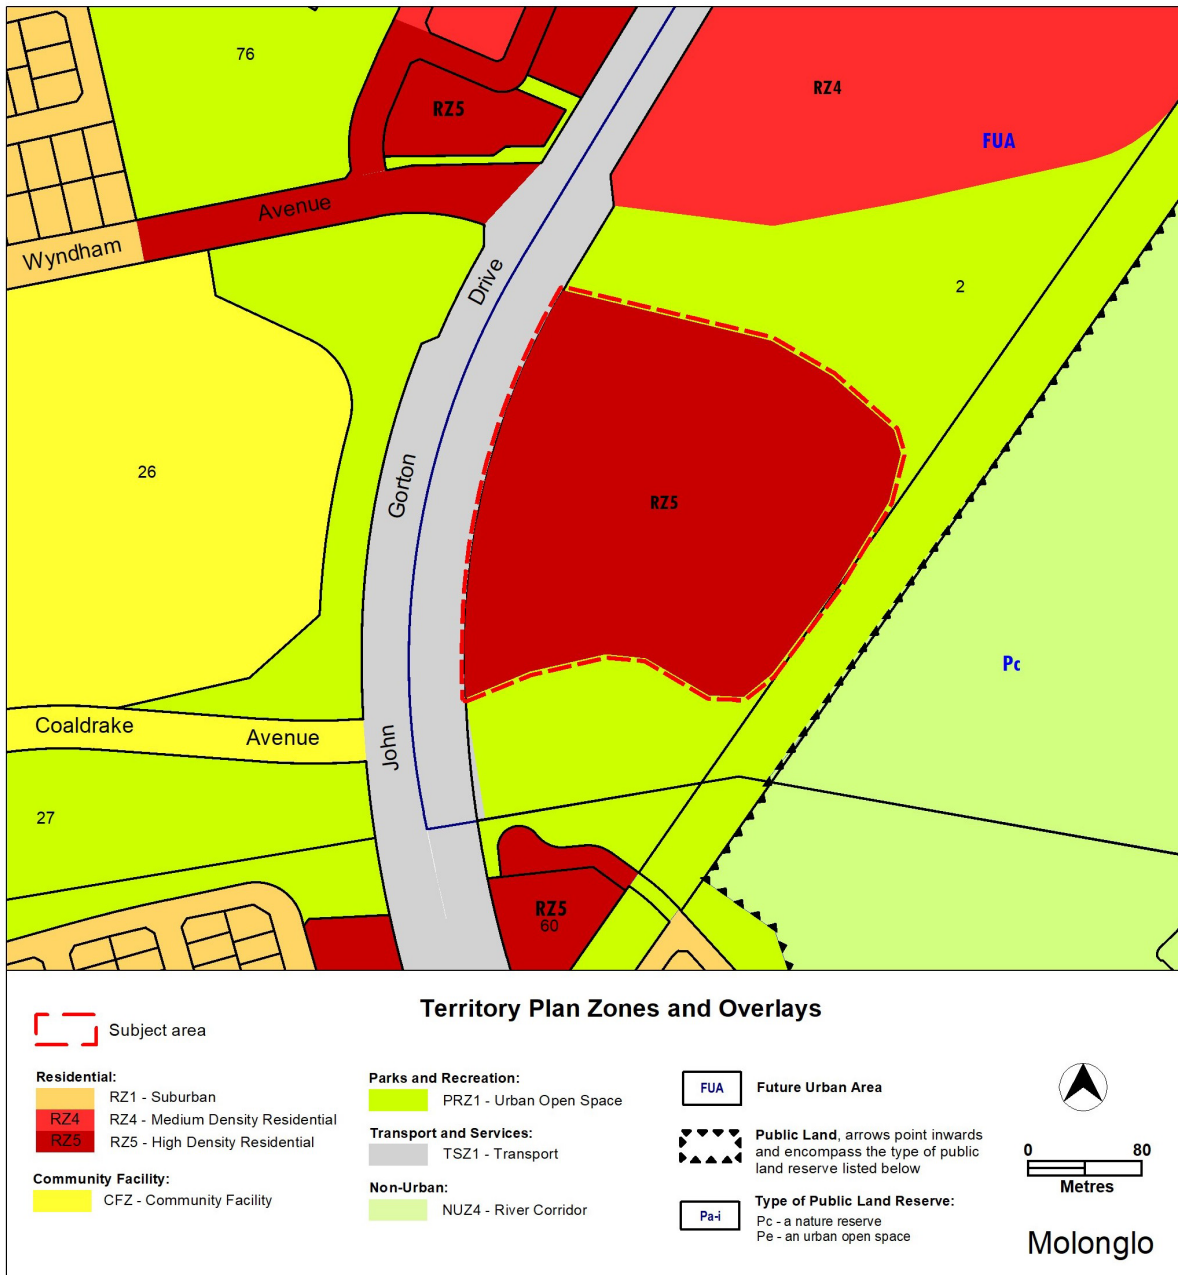 76
RZ5
RZ4
FUA
Avenue
Wyndham
Drive
2
26
Gorton
RZ5
Pc
Coaldrake
Avenue
John
27
RZ5
60
Territory Plan Zones and Overlays
Subject area
Residential:
RZ1 - Suburban
RZ4 RZ4 - Medium Density Residential
RZ5 RZ5 - High Density Residential
Community Facility:
CFZ - Community Facility
Parks and Recreation:
PRZ1 - Urban Open Space
Transport and Services:
TSZ1 - Transport
Non-Urban:
NUZ4 - River Corridor
FUA Future Urban Area
Public Land, arrows point inwards
and encompass the type of public
land reserve listed below
Type of Public Land Reserve:
Pa-i
Pc - a nature reserve
Pe - an urban open space
0 80
Metres
Molonglo